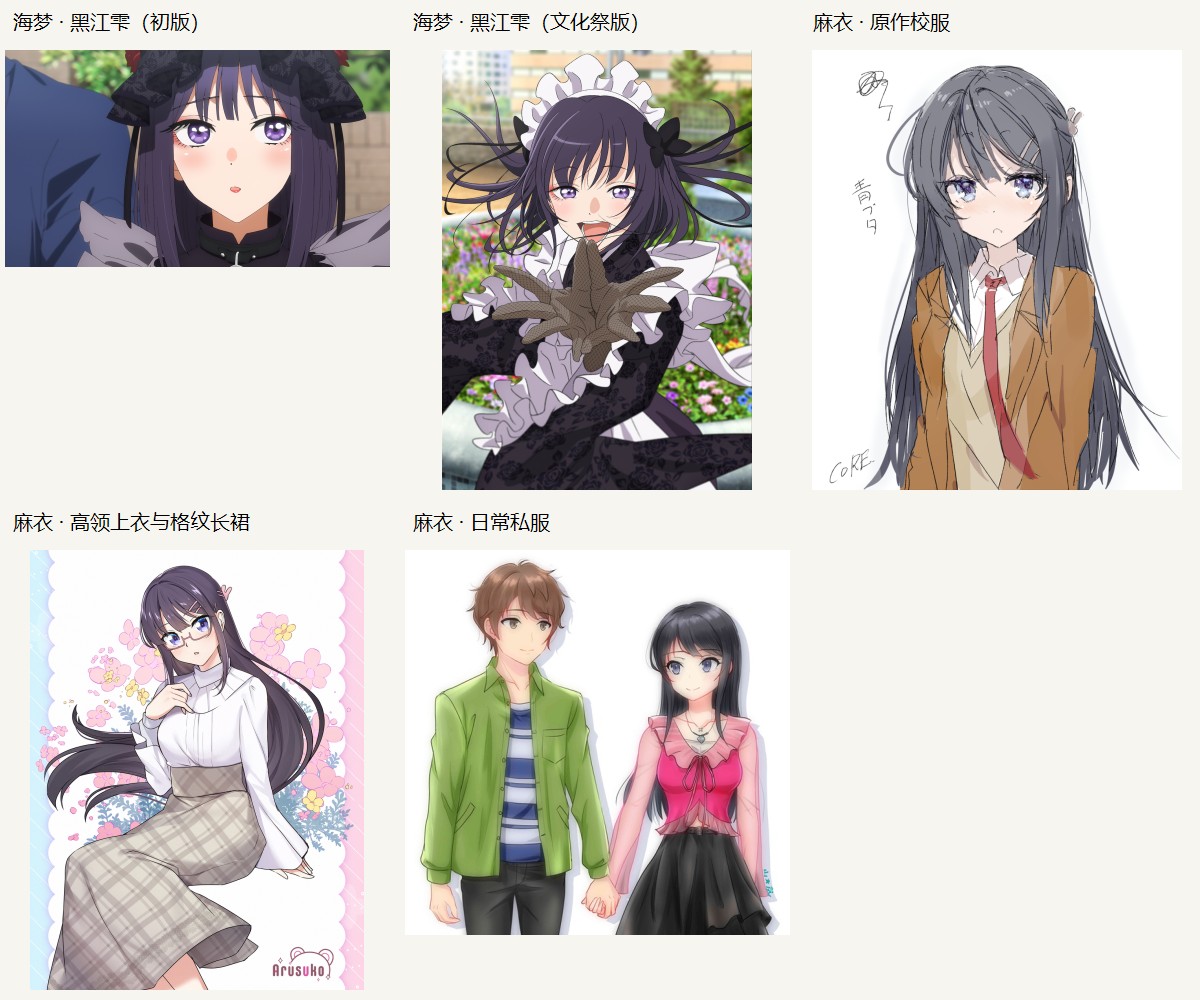 海梦 · 黑江雫（初版）
海梦 · 黑江雫（文化祭版）
麻衣 · 原作校服
青ブタ
CORE
麻衣 · 高领上衣与格纹长裙
麻衣 · 日常私服
Arusuko